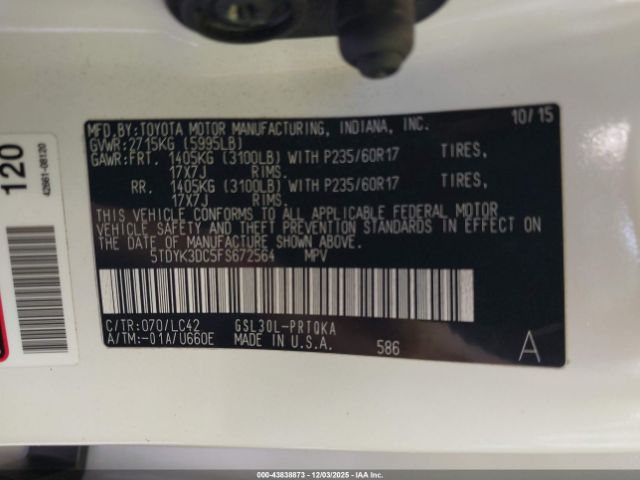 MFD.BY:TOYOTA MOTOR MANUFACTURING, INDIANA, INC. 10/15
GVWR:2715KG (5995LB)
GAWR:FRT. 1405KG (3100LB) WITH P235/60R17 TIRES,
17X7J RIMS.
RR. 1405KG (3100LB) WITH P235/60R17 TIRES,
17X7J RIMS.
THIS VEHICLE CONFORMS TO ALL APPLICABLE FEDERAL MOTOR
VEHICLE SAFETY AND THEFT PREVENTION STANDARDS IN EFFECT ON THE
DATE OF MANUFACTURE SHOWN ABOVE.
5TDYK3DC5FS672564 MPV
C/TR:070/LC42 GSL30L-PRTQKA
A/TM:-01A/U660E MADE IN U.S.A.
586
A
120
42661-08120
000-43838873 | 12/03/2025 | IAA Inc.